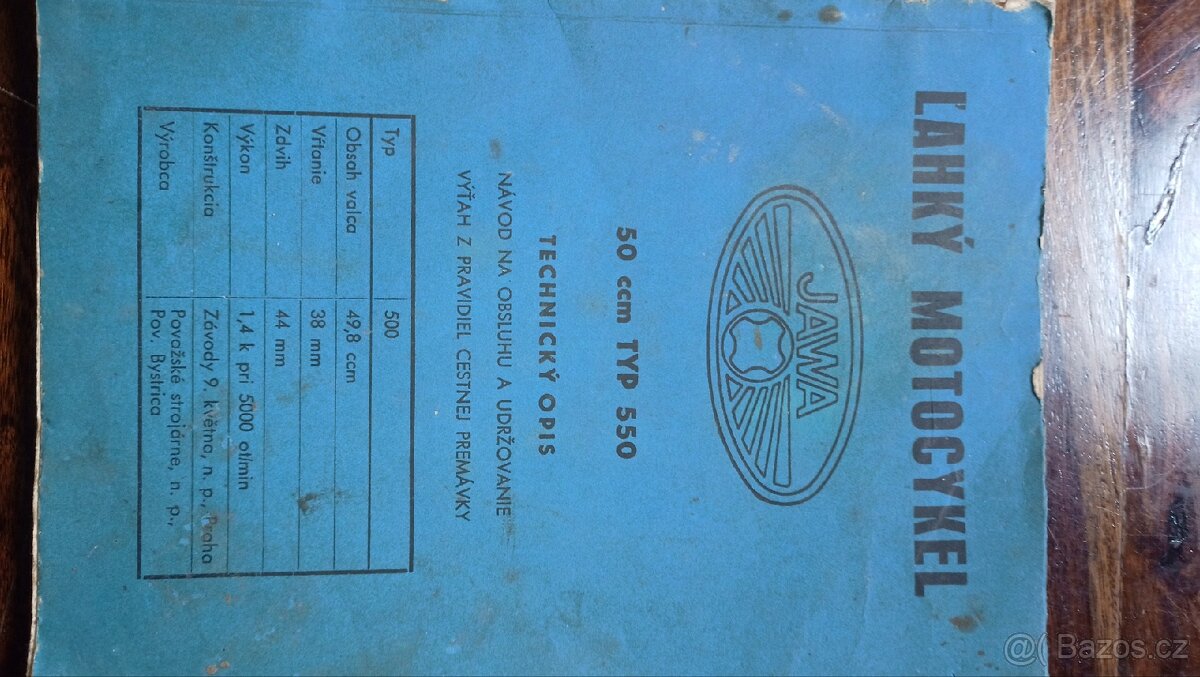 ĽAHKÝ MOTOCYKEL
JAWA
50 ccm TYP 550
TECHNICKÝ OPIS
NÁVOD NA OBSLUHU A UDRŽOVANIE
VÝŤAH Z PRAVIDIEL CESTNEJ PREMÁVKY
Typ 500
Obsah valca 49,8 ccm
Vŕtanie 38 mm
Zdvih 44 mm
Výkon 1,4 k pri 5000 ot/min
Konštrukcia Závody 9. května, n. p., Praha
Výrobca Považské strojárne, n. p.,
Pov. Bystrica
@( Bazos.cz